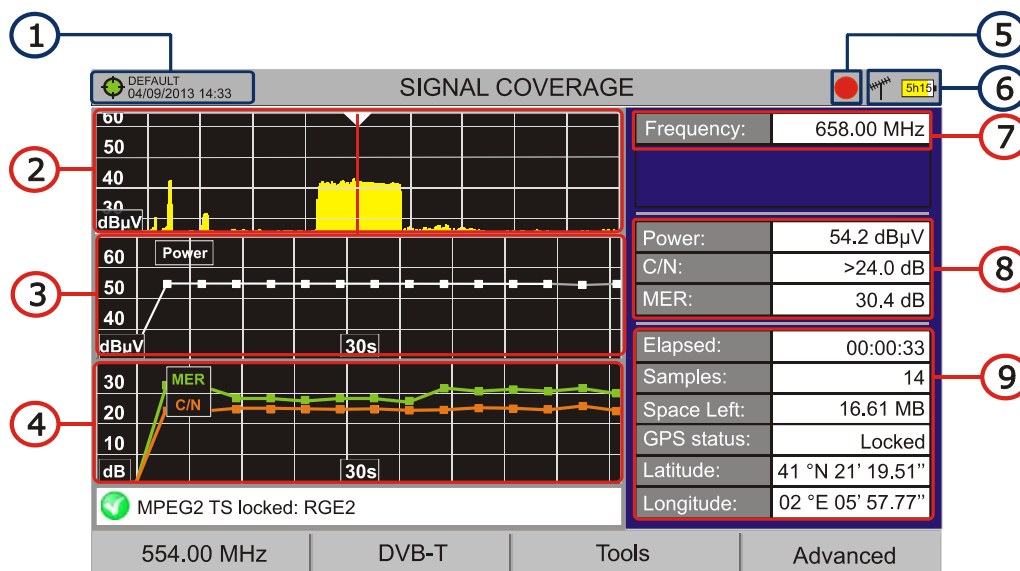 1
5
DEFAULT
04/09/2013 14:33
SIGNAL COVERAGE
5h15
6
2
60
50
40
30
dBµV
Frequency: 658.00 MHz
7
3
Power
60
50
40
dBµV
30s
Power: 54.2 dBµV
C/N: >24.0 dB
MER: 30.4 dB
8
4
MER
C/N
30
20
10
dB
30s
Elapsed: 00:00:33
Samples: 14
Space Left: 16.61 MB
GPS status: Locked
Latitude: 41 °N 21’ 19.51’’
Longitude: 02 °E 05’ 57.77’’
9
MPEG2 TS locked: RGE2
554.00 MHz
DVB-T
Tools
Advanced